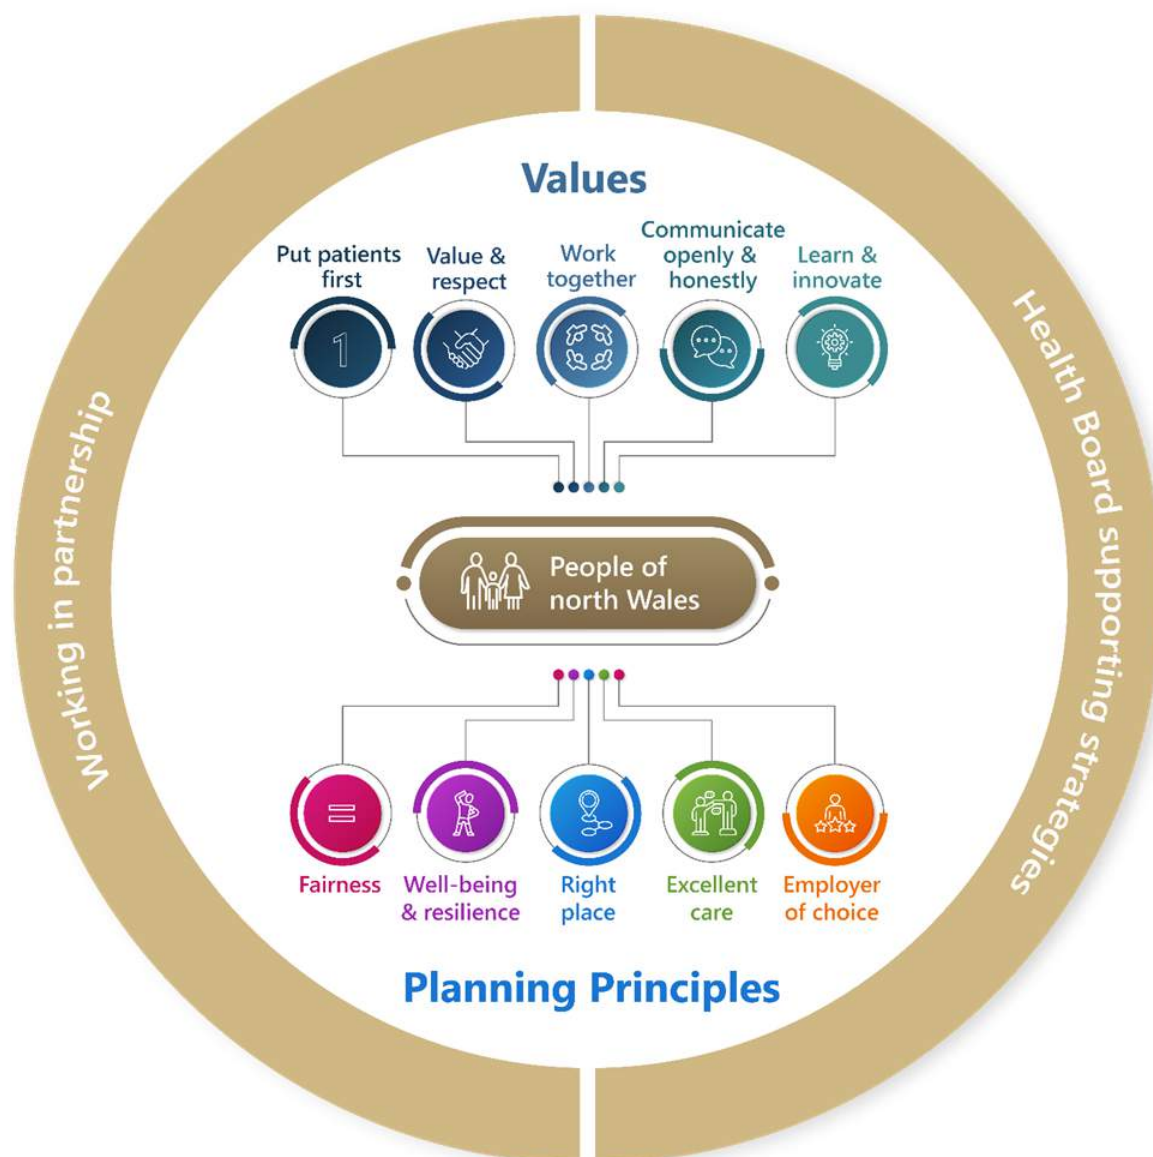 Values
Put patients
first
Value &
respect
Work
together
Communicate
openly &
honestly
Learn &
innovate
1
Working in partnership
Health Board supporting strategies
People of
north Wales
Fairness
Well-being
& resilience
Right
place
Excellent
care
Employer
of choice
Planning Principles